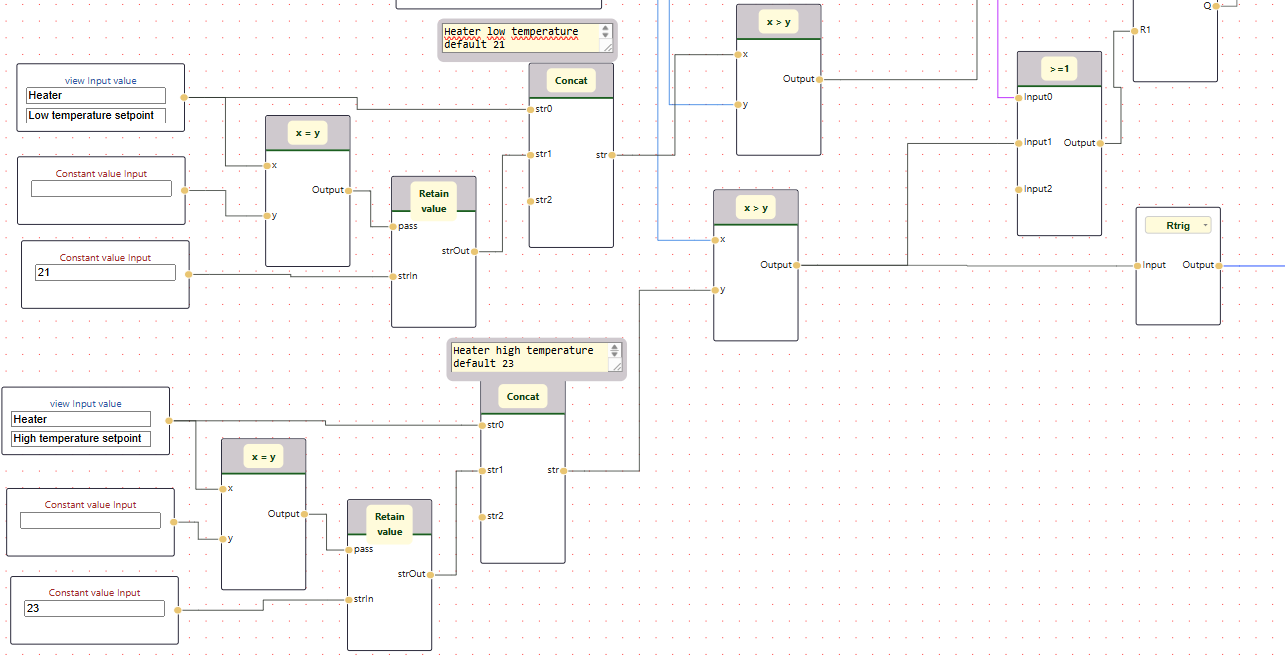 Heater low temperature
default 21
view Input value
Heater
Low temperature setpoint
Constant value Input
Constant value Input
21
x = y
x
y
Output
Retain
value
pass
strOut
strIn
Concat
str0
str1
str
str2
x > y
x
Output
y
x > y
x
Output
y
>=1
Input0
Input1
Output
Input2
Q
R1
Rtrig
Input
Output
Heater high temperature
default 23
view Input value
Heater
High temperature setpoint
Constant value Input
Constant value Input
23
x = y
x
Output
y
Retain
value
pass
strOut
strIn
Concat
str0
str1
str
str2